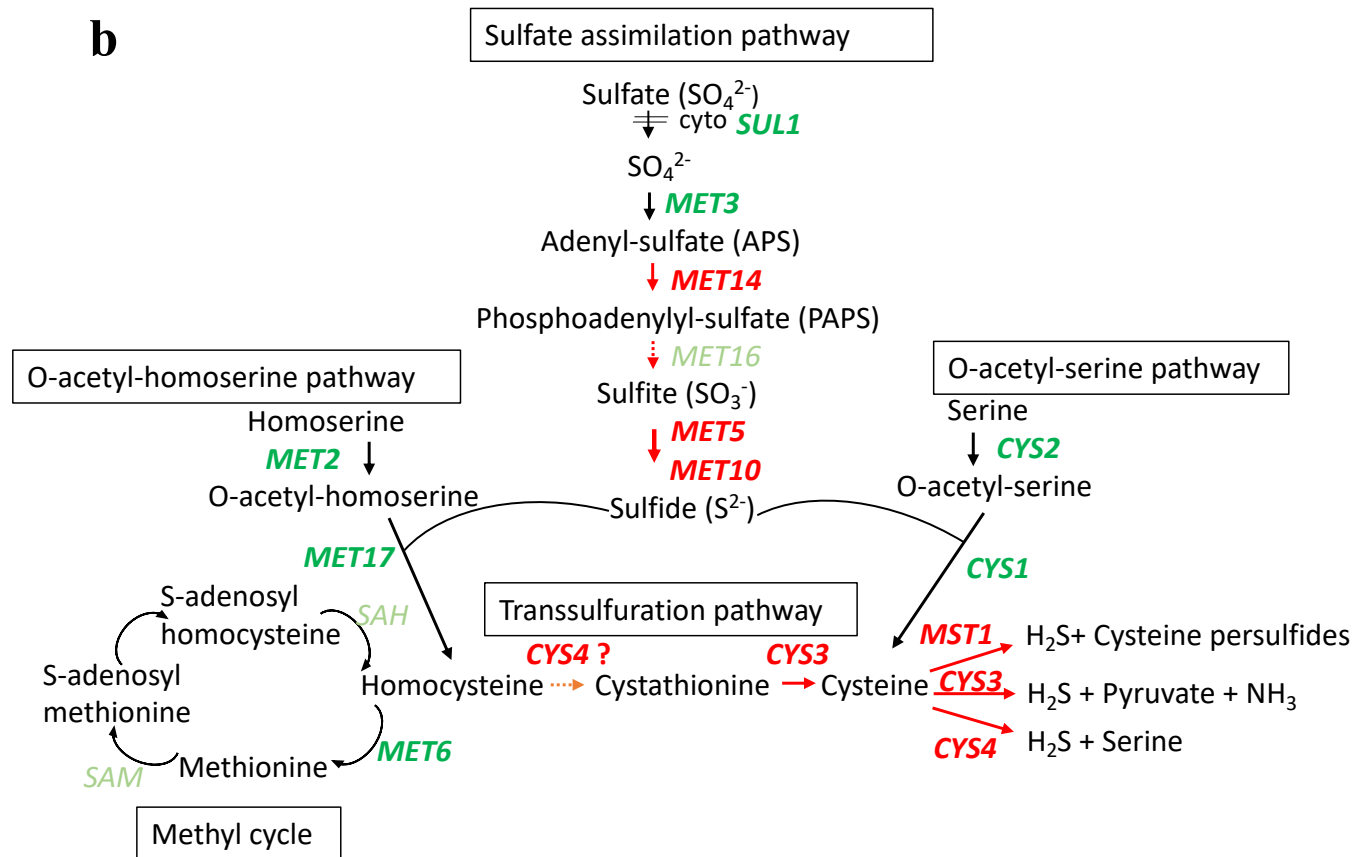 b
Sulfate assimilation pathway
Sulfate (SO₄²⁻)
cyto SUL1
SO₄²⁻
MET3
Adenyl-sulfate (APS)
MET14
Phosphoadenylyl-sulfate (PAPS)
MET16
Sulfite (SO₃⁻)
MET5
MET10
Sulfide (S²⁻)
O-acetyl-homoserine pathway
Homoserine
MET2
O-acetyl-homoserine
MET17
O-acetyl-serine pathway
Serine
CYS2
O-acetyl-serine
CYS1
Transsulfuration pathway
S-adenosyl
homocysteine
SAH
S-adenosyl
methionine
SAM
Methionine
MET6
Methyl cycle
Homocysteine
CYS4 ?
Cystathionine
CYS3
Cysteine
MST1
H₂S+ Cysteine persulfides
CYS3
H₂S + Pyruvate + NH₃
CYS4
H₂S + Serine